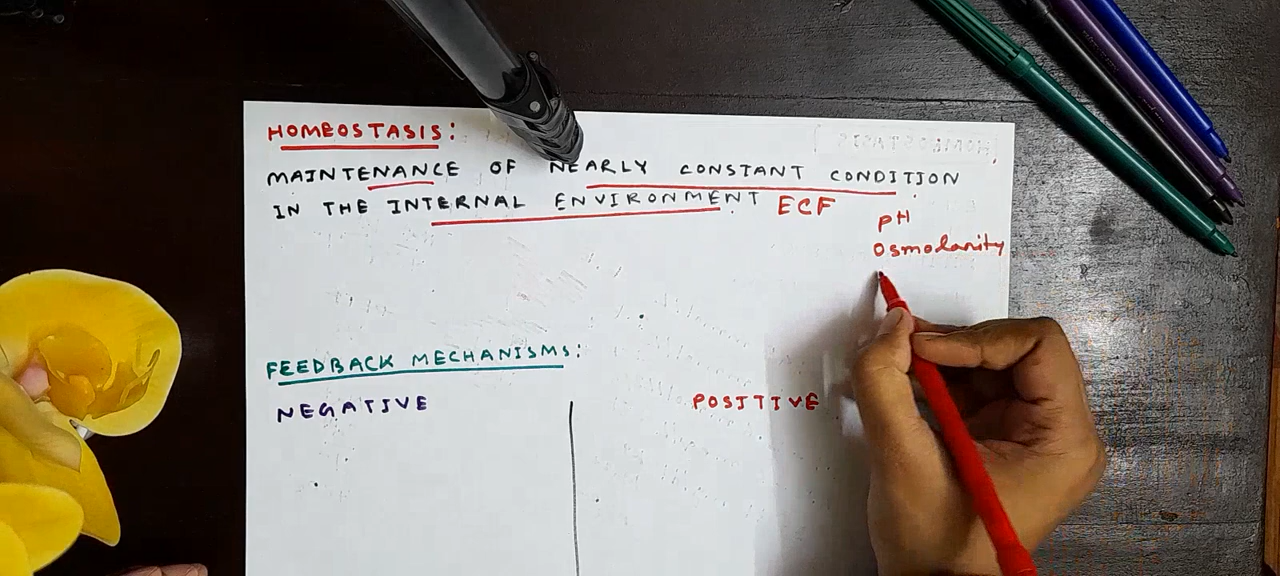 HOMEOSTASIS:
MAINTENANCE OF NEARLY CONSTANT CONDITION
IN THE INTERNAL ENVIRONMENT ECF
pH
Osmolarity
FEEDBACK MECHANISMS:
NEGATIVE
POSITIVE